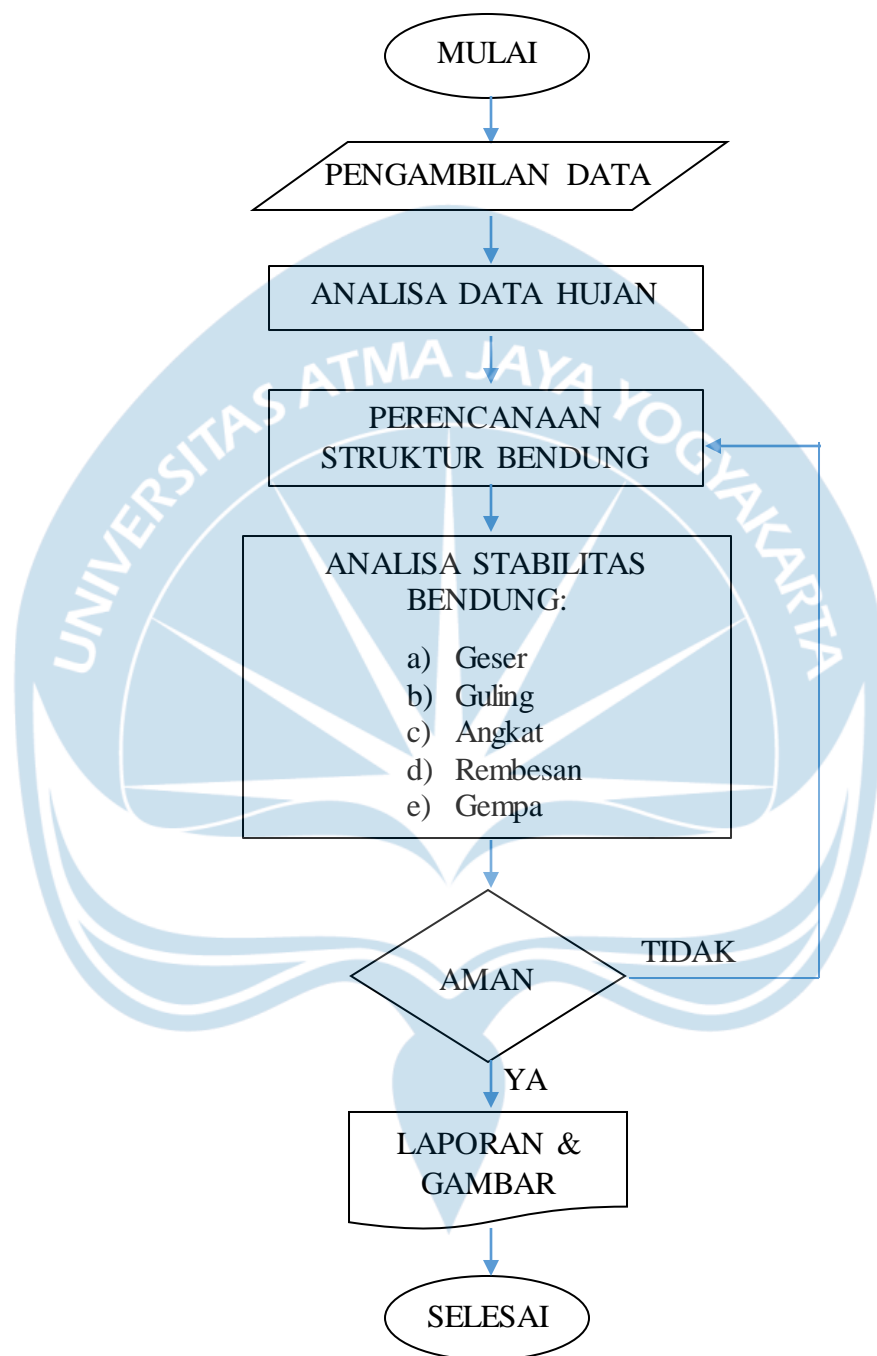 MULAI
PENGAMBILAN DATA
ANALISA DATA HUJAN
UNIVERSITAS ATMA JAYA YOGYAKARTA
PERENCANAAN
STRUKTUR BENDUNG
ANALISA STABILITAS
BENDUNG:
a) Geser
b) Guling
c) Angkat
d) Rembesan
e) Gempa
TIDAK
AMAN
YA
LAPORAN &
GAMBAR
SELESAI